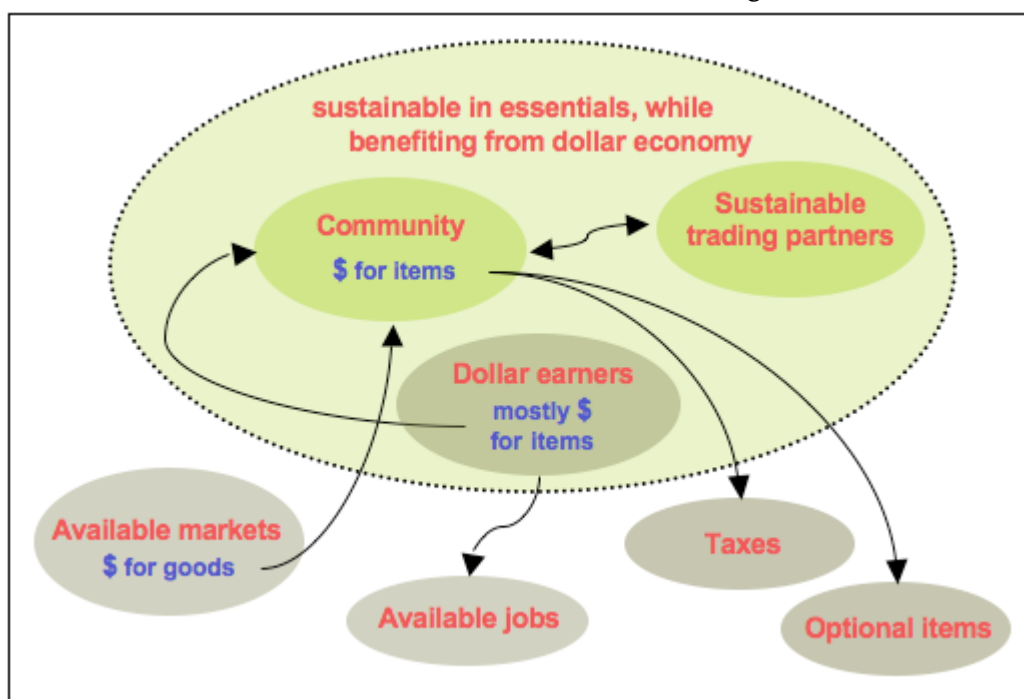 sustainable in essentials, while
benefiting from dollar economy
Sustainable
trading partners
Community
$ for items
Dollar earners
mostly $
for items
Available markets
$ for goods
Taxes
Available jobs
Optional items